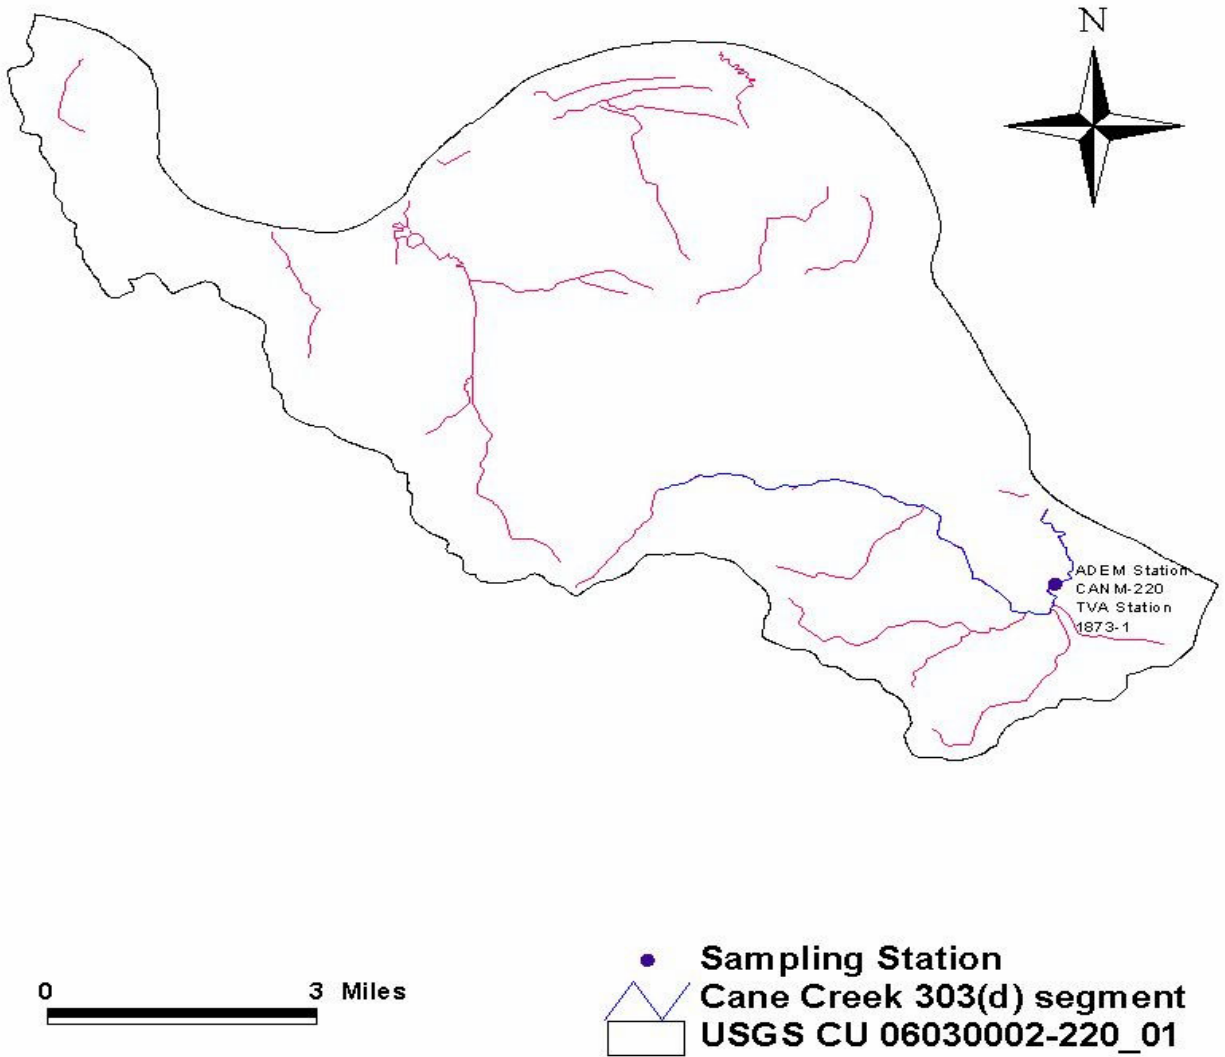 N
ADEM Station
CANM-220
TVA Station
1873-1
0 3 Miles
Sampling Station
Cane Creek 303(d) segment
USGS CU 06030002-220_01